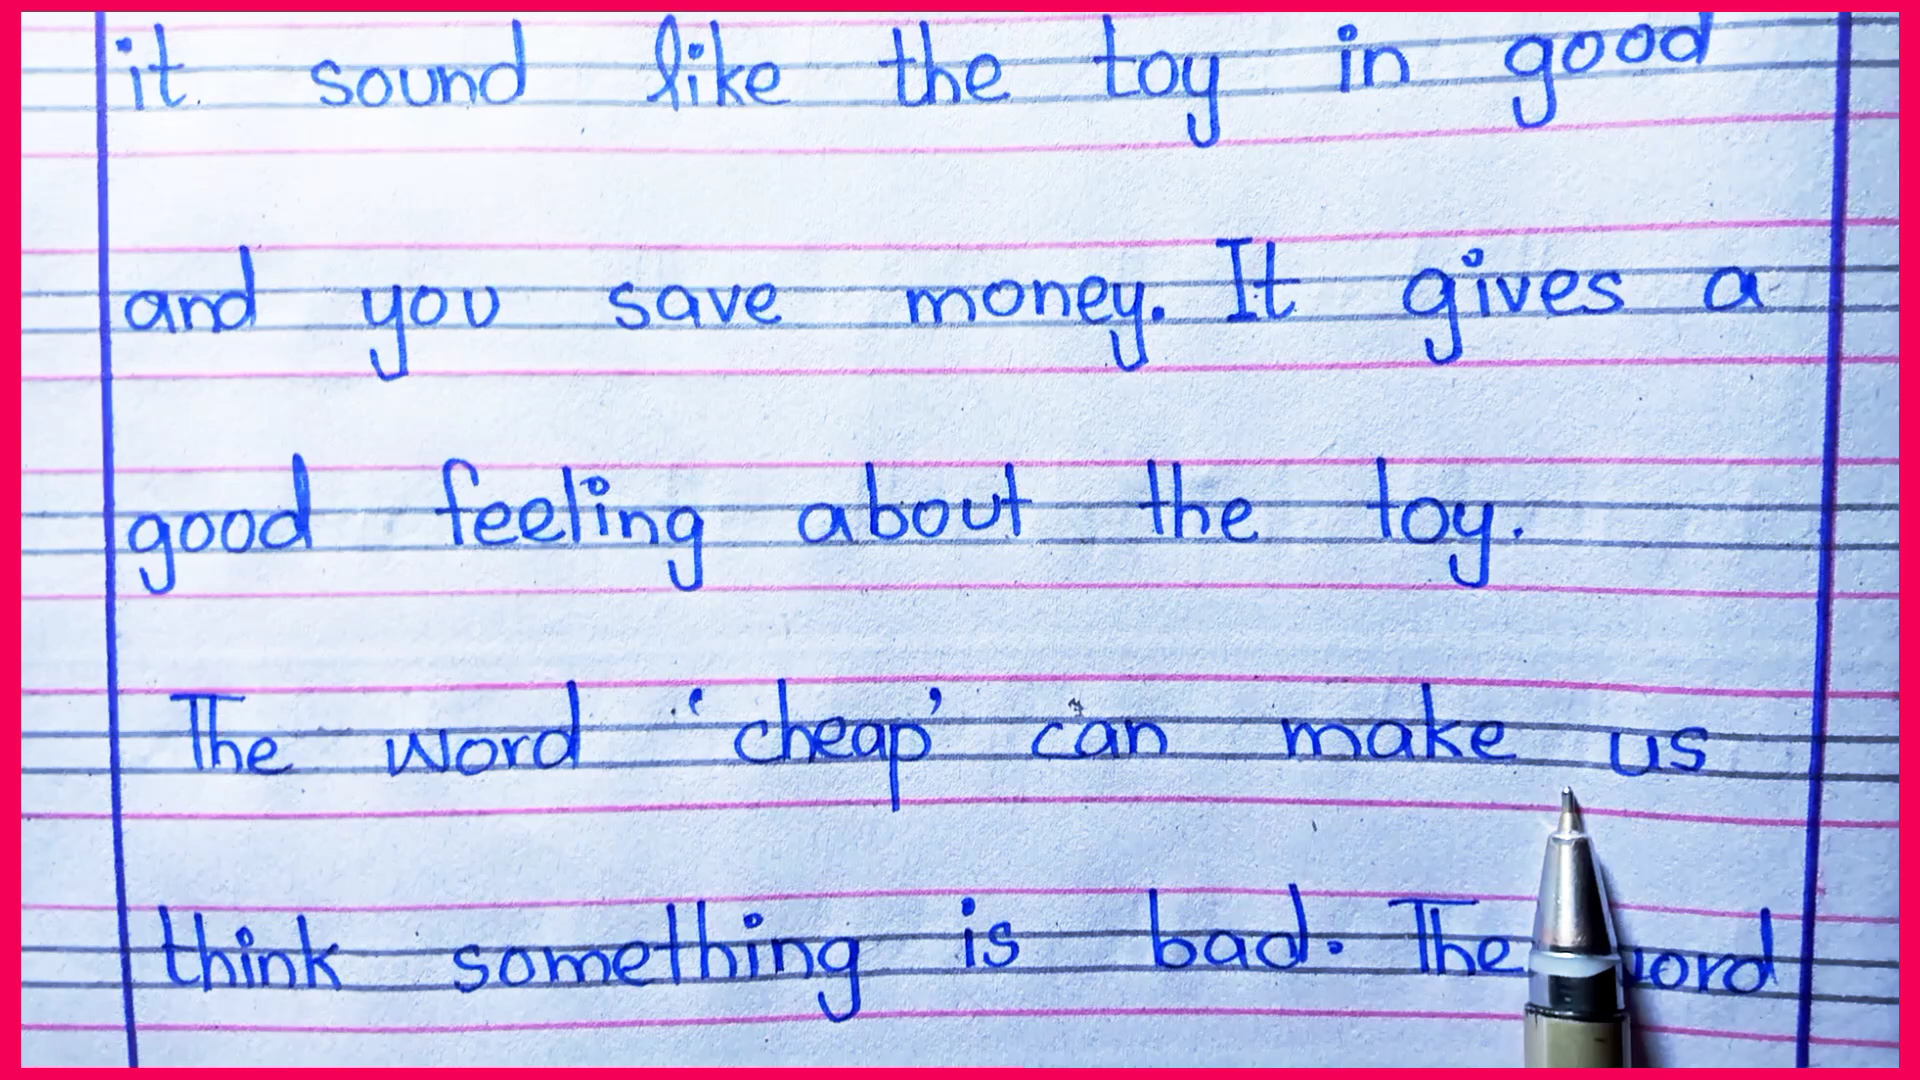 it sound like the toy in good
and you save money. It gives a
good feeling about the toy.
The word ‘cheap’ can make us
think something is bad. The word